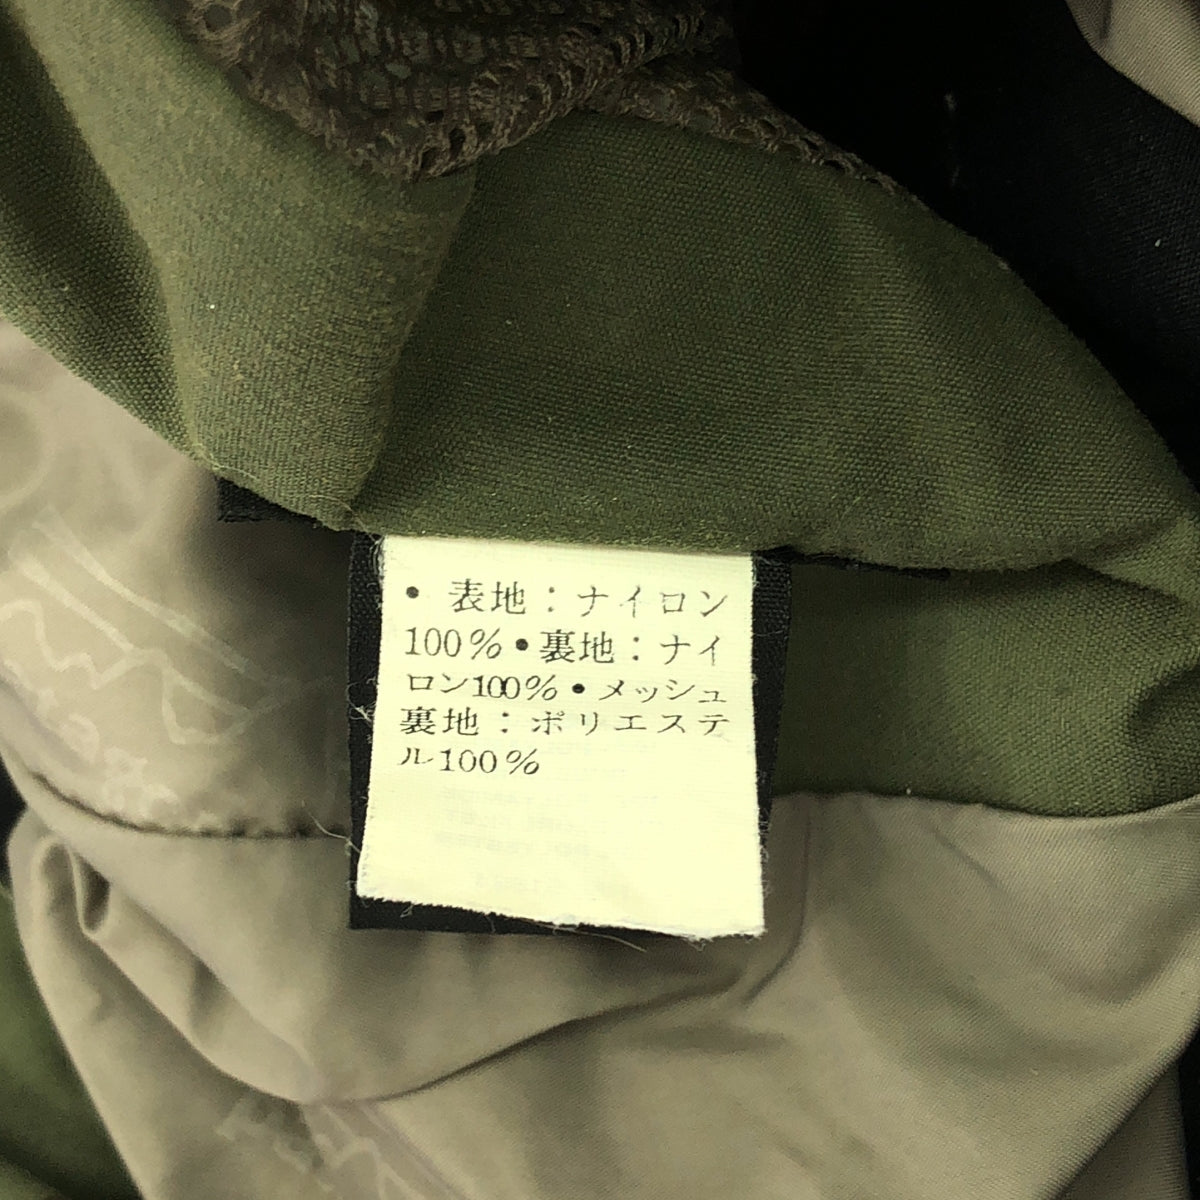 ・ 表地：ナイロン
100％・裏地：ナイ
ロン100％・メッシュ
裏地：ポリエステ
ル100％